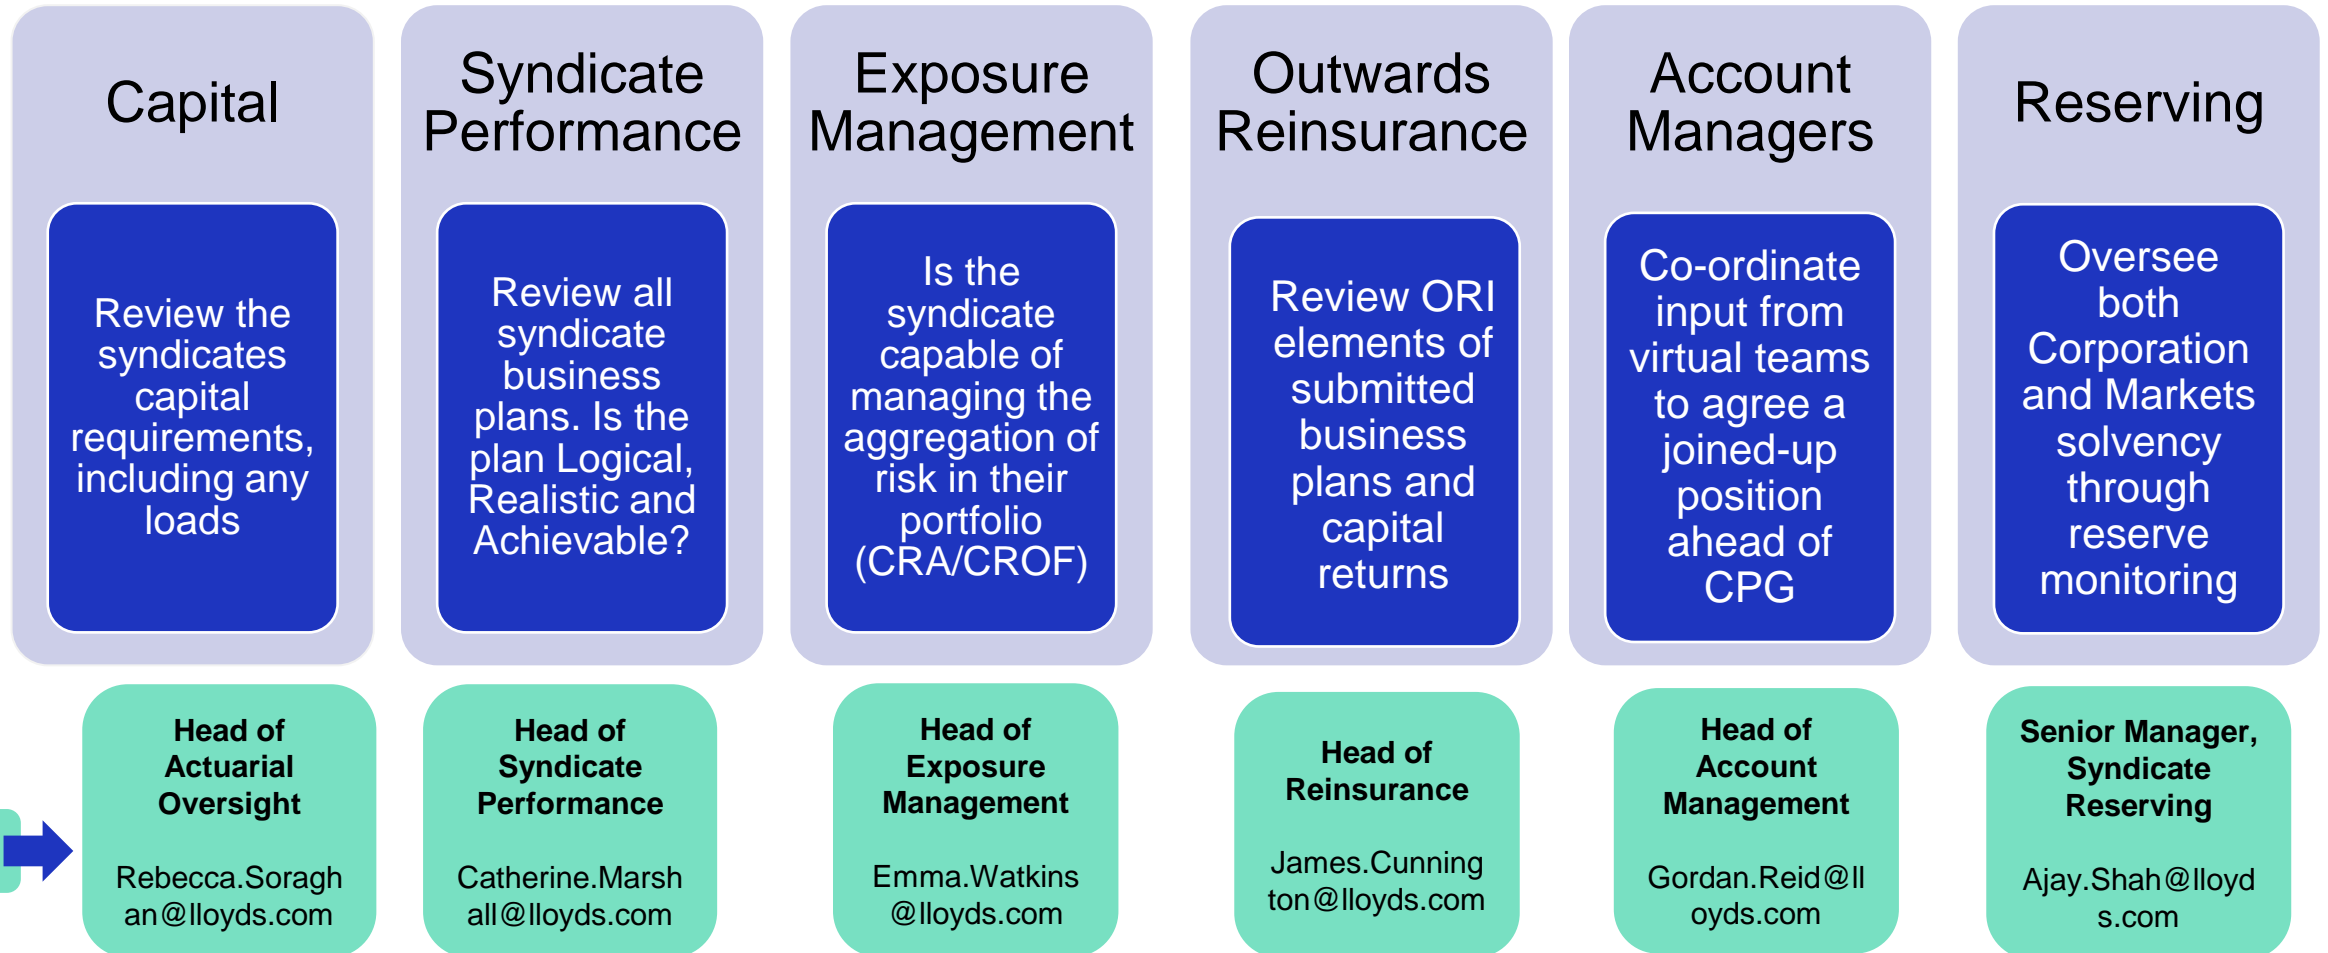 Capital
Review the
syndicates
capital
requirements,
including any
loads
Head of
Actuarial
Oversight
Rebecca.Soragh
an@lloyds.com
Syndicate
Performance
Review all
syndicate
business
plans. Is the
plan Logical,
Realistic and
Achievable?
Head of
Syndicate
Performance
Catherine.Marsh
all@lloyds.com
Exposure
Management
Is the
syndicate
capable of
managing the
aggregation of
risk in their
portfolio
(CRA/CROF)
Head of
Exposure
Management
Emma.Watkins
@lloyds.com
Outwards
Reinsurance
Review ORI
elements of
submitted
business
plans and
capital
returns
Head of
Reinsurance
James.Cunning
ton@lloyds.com
Account
Managers
Co-ordinate
input from
virtual teams
to agree a
joined-up
position
ahead of
CPG
Head of
Account
Management
Gordan.Reid@ll
oyds.com
Reserving
Oversee
both
Corporation
and Markets
solvency
through
reserve
monitoring
Senior Manager,
Syndicate
Reserving
Ajay.Shah@lloyd
s.com